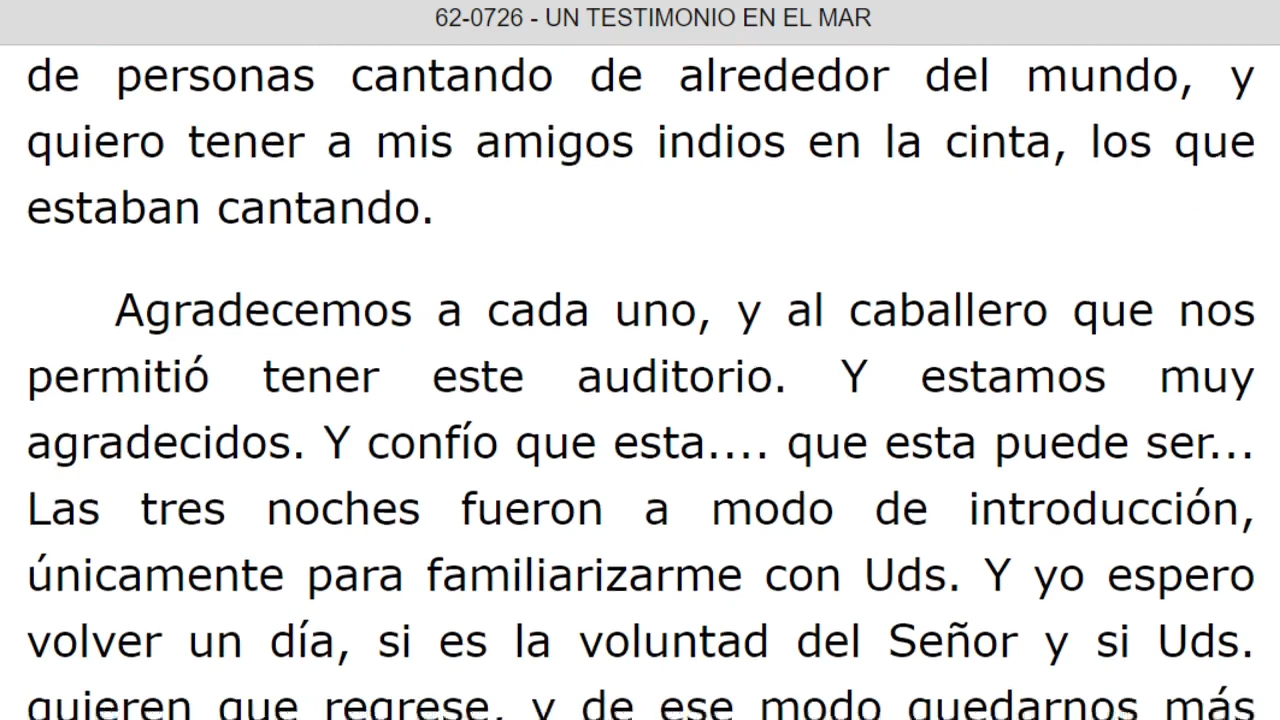 62-0726 - UN TESTIMONIO EN EL MAR
de personas cantando de alrededor del mundo, y
quiero tener a mis amigos indios en la cinta, los que
estaban cantando.
Agradecemos a cada uno, y al caballero que nos
permitió tener este auditorio. Y estamos muy
agradecidos. Y confío que esta.... que esta puede ser...
Las tres noches fueron a modo de introducción,
únicamente para familiarizarme con Uds. Y yo espero
volver un día, si es la voluntad del Señor y si Uds.
quieren que regrese, y de ese modo quedarnos más